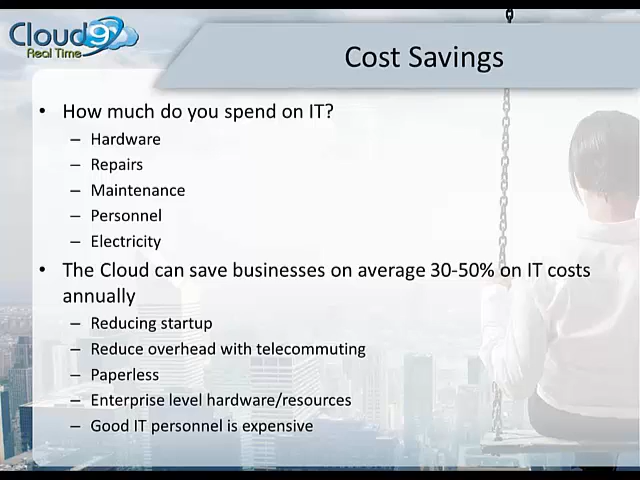 Cloud9
Real Time
Cost Savings
• How much do you spend on IT?
– Hardware
– Repairs
– Maintenance
– Personnel
– Electricity
• The Cloud can save businesses on average 30-50% on IT costs
annually
– Reducing startup
– Reduce overhead with telecommuting
– Paperless
– Enterprise level hardware/resources
– Good IT personnel is expensive